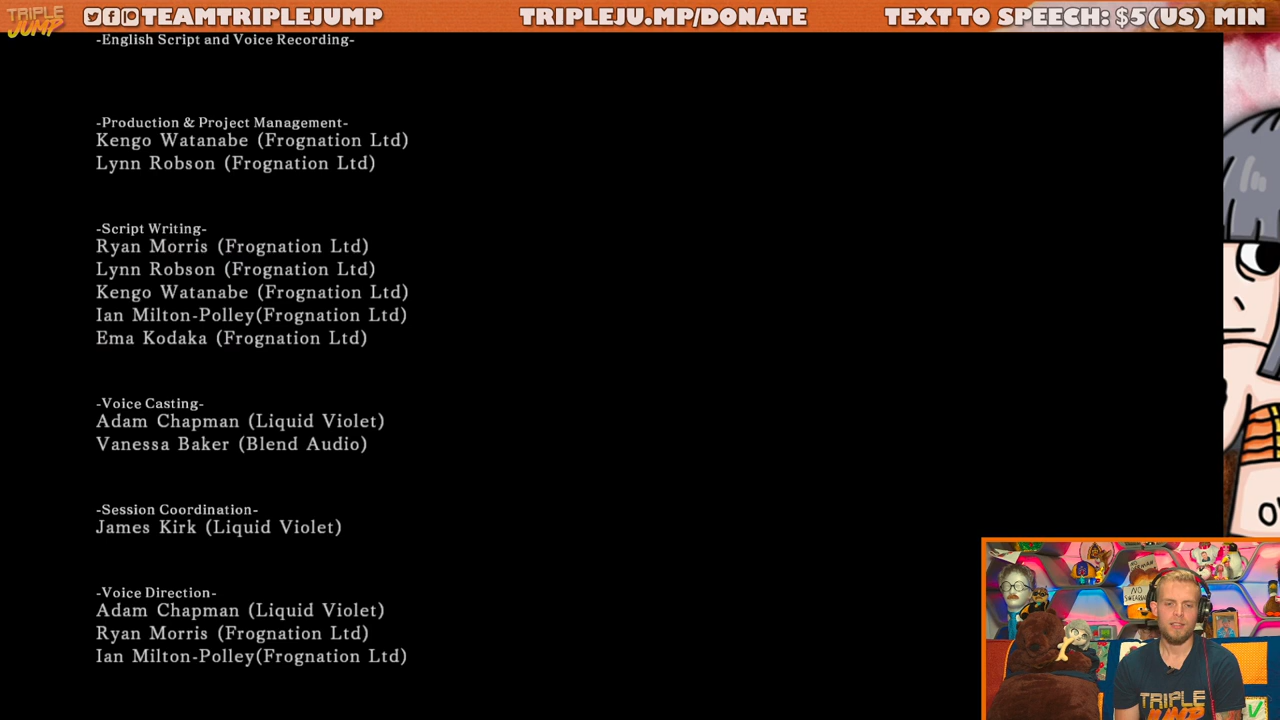 TRIPLE
JUMP
@TEAMTRIPLEJUMP
TRIPLEJU.MP/DONATE
TEXT TO SPEECH: $5(US) MIN
-English Script and Voice Recording-
-Production & Project Management-
Kengo Watanabe (Frognation Ltd)
Lynn Robson (Frognation Ltd)
-Script Writing-
Ryan Morris (Frognation Ltd)
Lynn Robson (Frognation Ltd)
Kengo Watanabe (Frognation Ltd)
Ian Milton-Polley(Frognation Ltd)
Ema Kodaka (Frognation Ltd)
-Voice Casting-
Adam Chapman (Liquid Violet)
Vanessa Baker (Blend Audio)
-Session Coordination-
James Kirk (Liquid Violet)
-Voice Direction-
Adam Chapman (Liquid Violet)
Ryan Morris (Frognation Ltd)
Ian Milton-Polley(Frognation Ltd)
NO
TRIPLE
JUMP